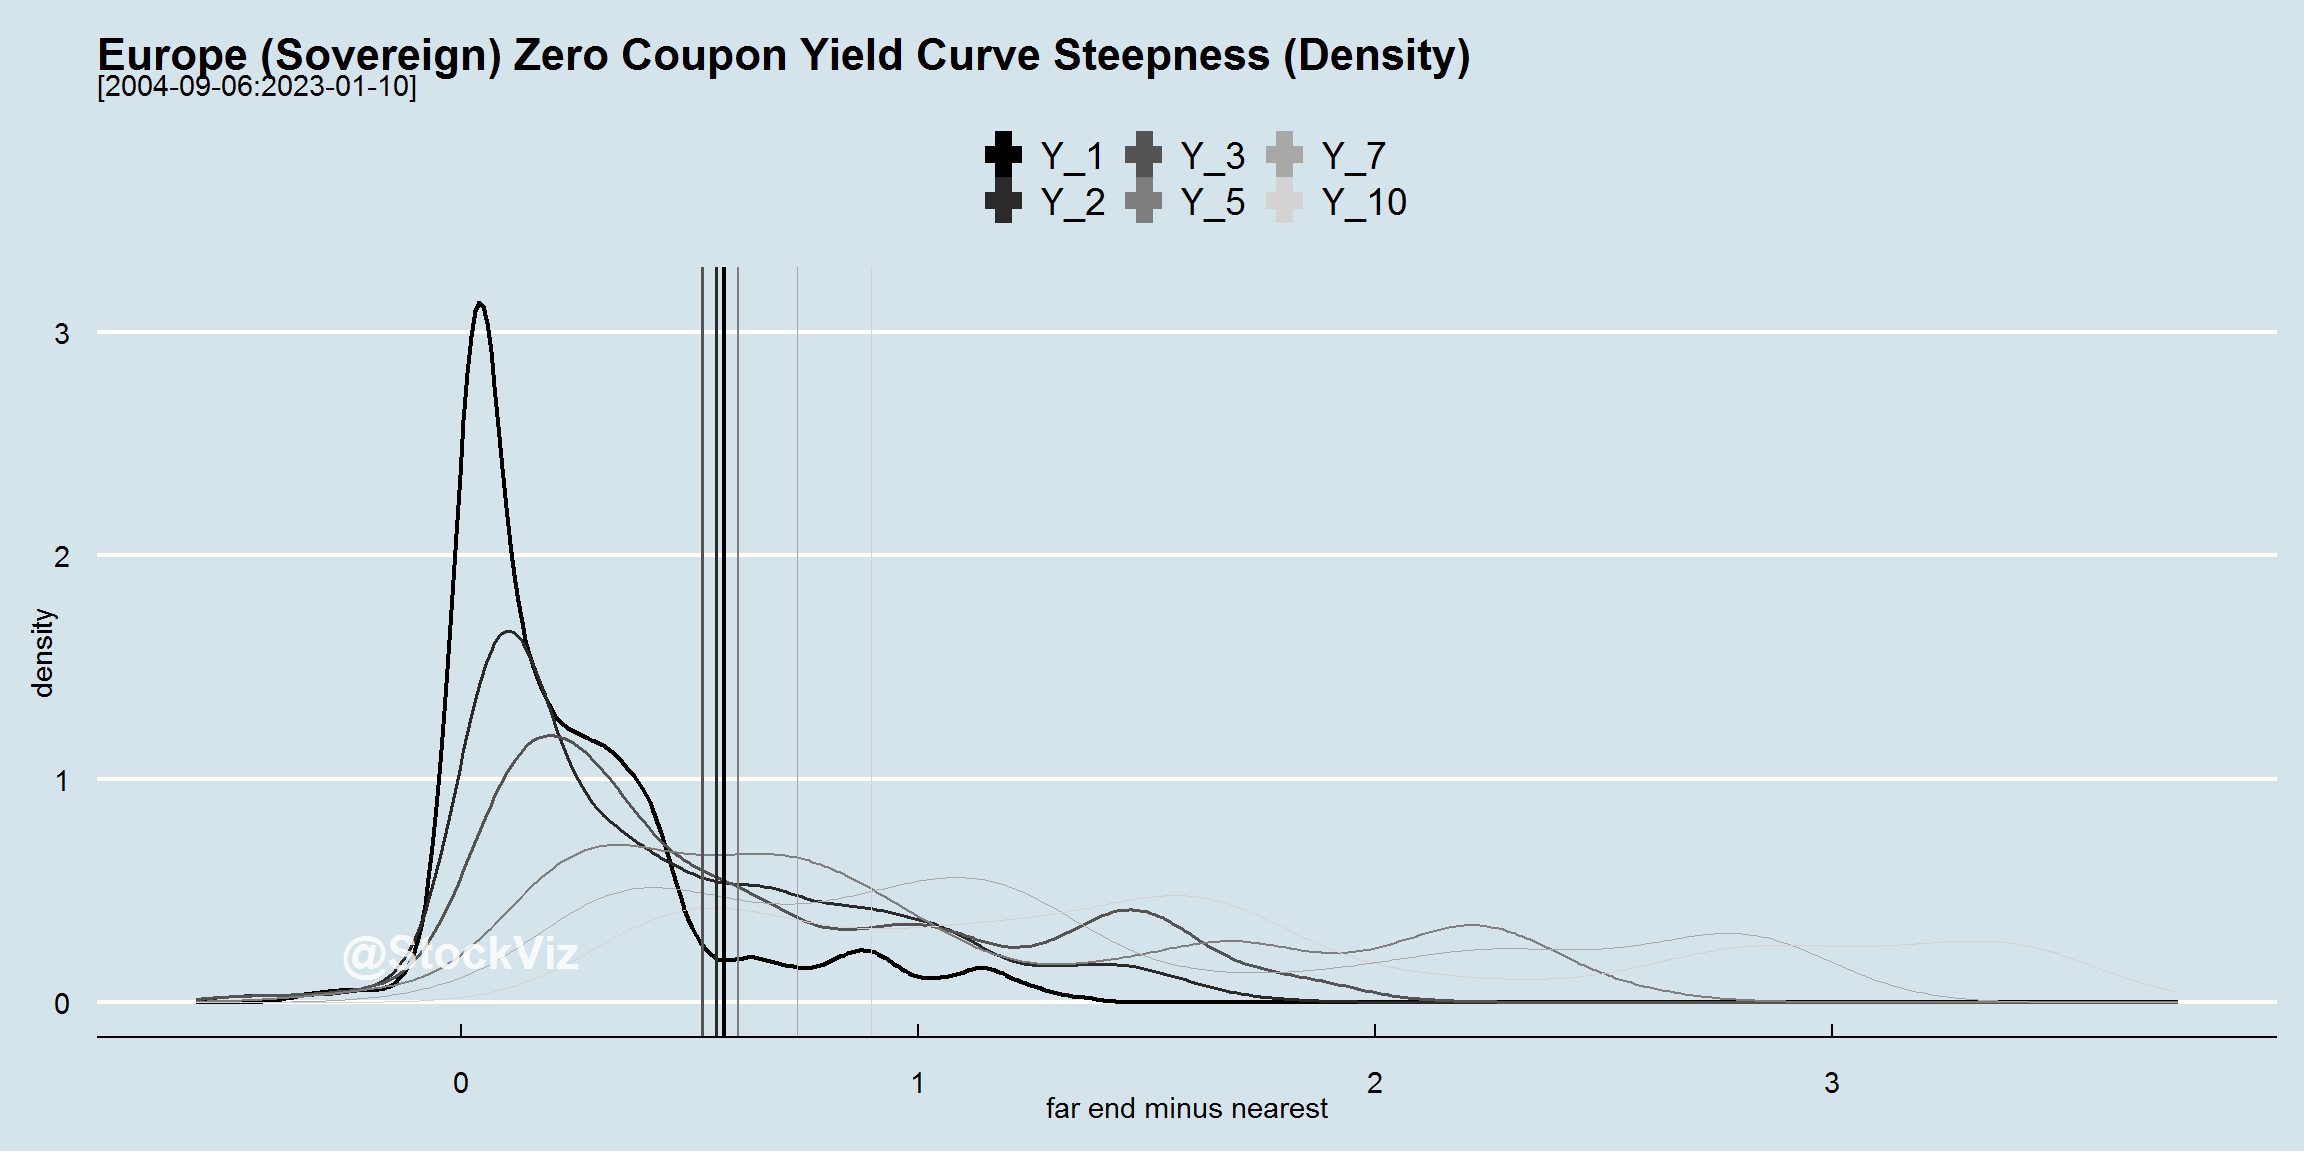 Europe (Sovereign) Zero Coupon Yield Curve Steepness (Density)
[2004-09-06:2023-01-10]
Y_1 Y_3 Y_7
Y_2 Y_5 Y_10
3
2
1
0
density
@StockViz
0 1 2 3
far end minus nearest